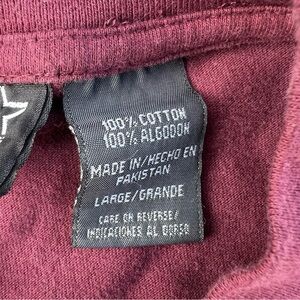 100% COTTON
100% ALGODON
MADE IN/HECHO EN
PAKISTAN
LARGE/GRANDE
CARE ON REVERSE/
INDICACIONES AL DORSO